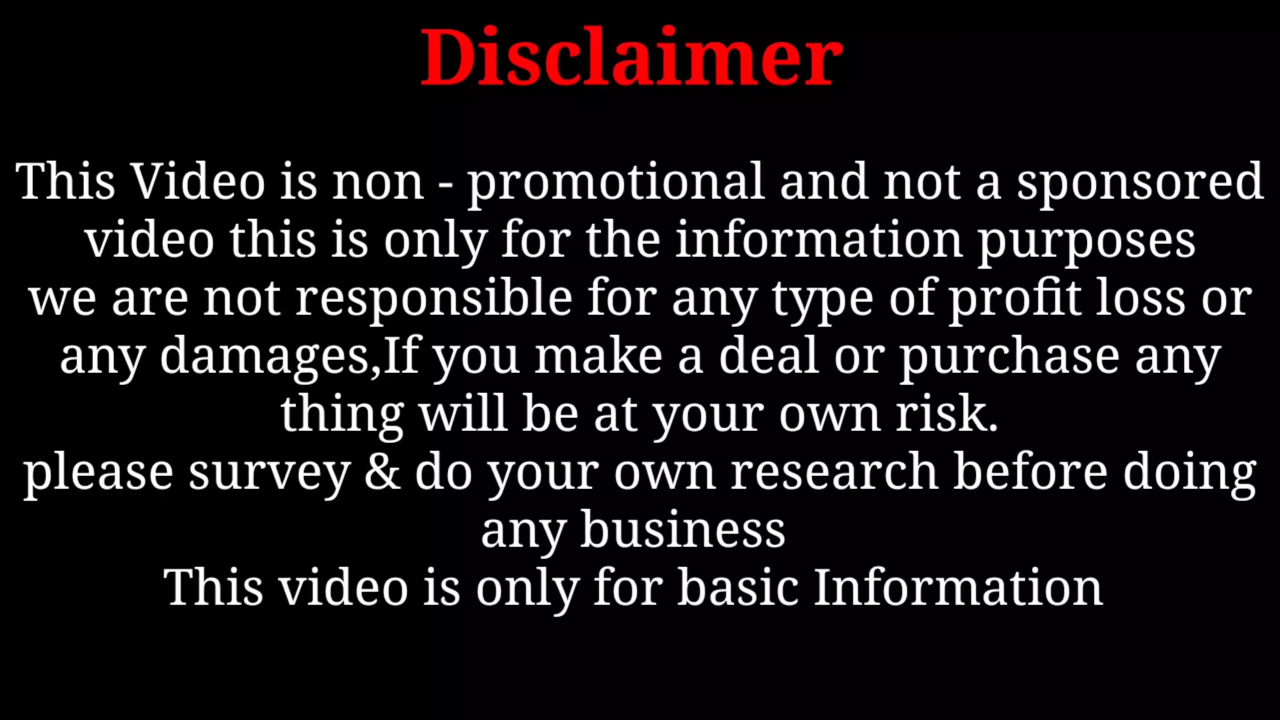 Disclaimer
This Video is non - promotional and not a sponsored
video this is only for the information purposes
we are not responsible for any type of profit loss or
any damages,If you make a deal or purchase any
thing will be at your own risk.
please survey & do your own research before doing
any business
This video is only for basic Information